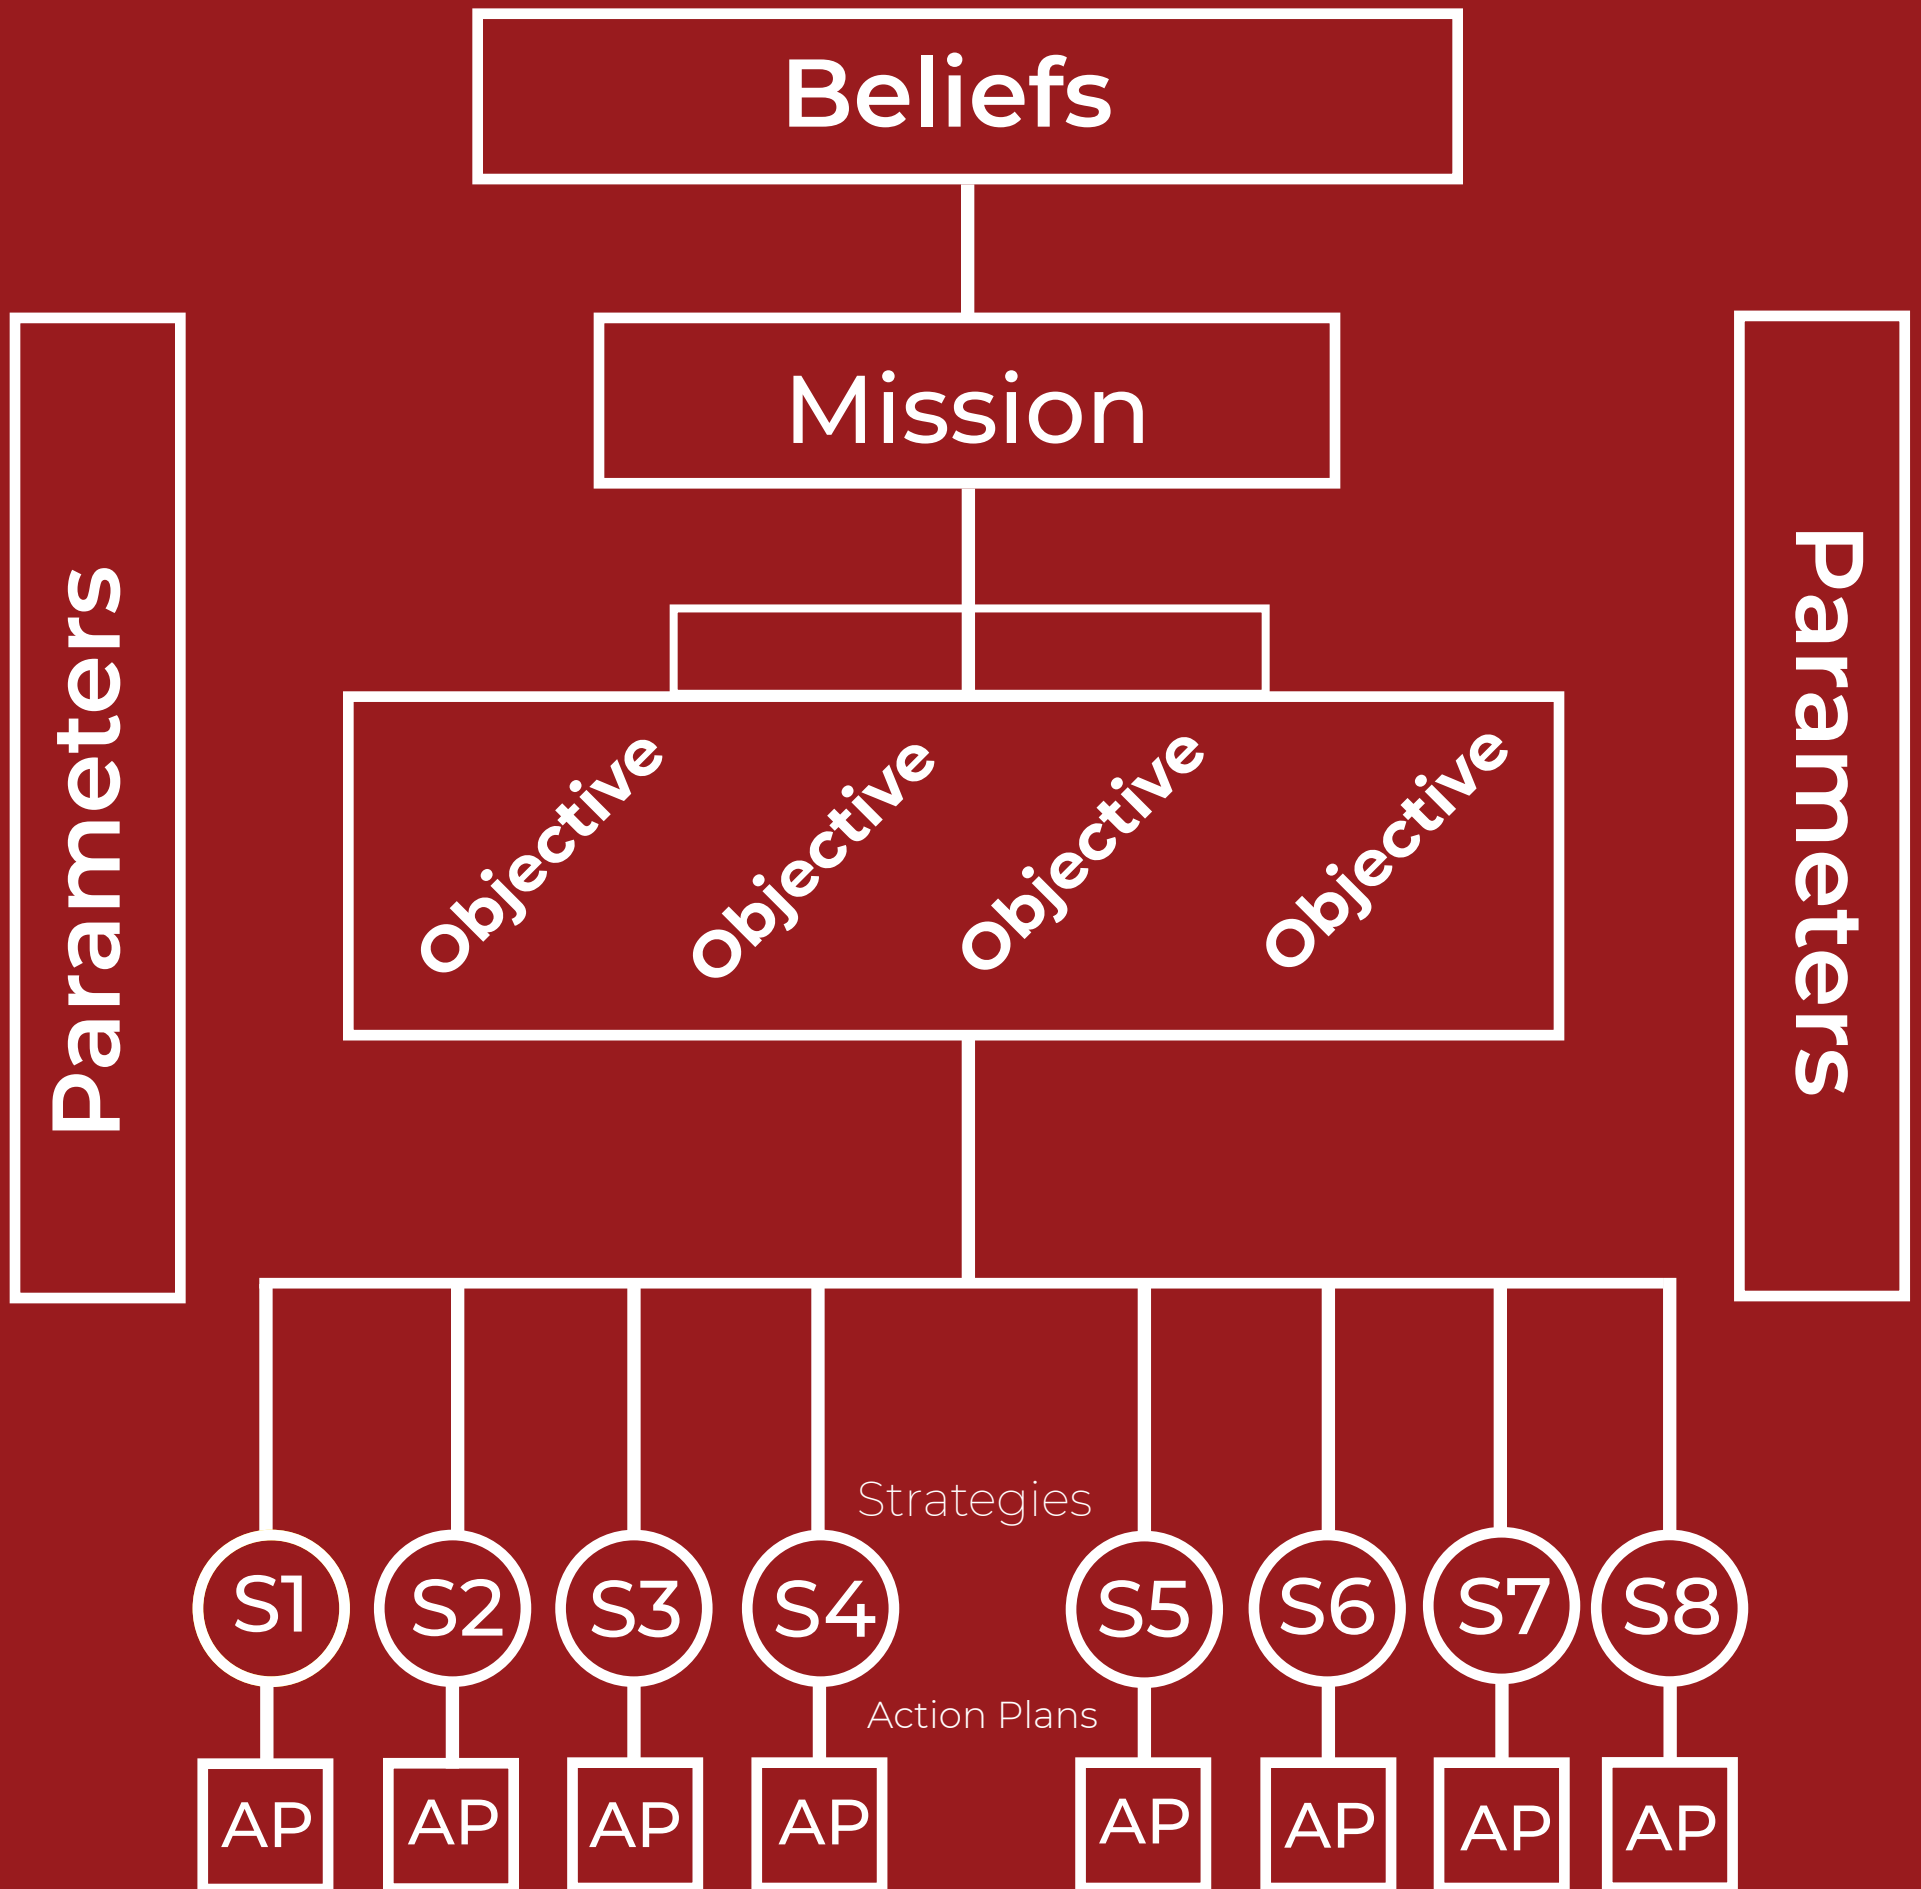 Beliefs
Mission
Parameters
Parameters
Objective
Objective
Objective
Objective
Strategies
S1
S2
S3
S4
S5
S6
S7
S8
Action Plans
AP
AP
AP
AP
AP
AP
AP
AP